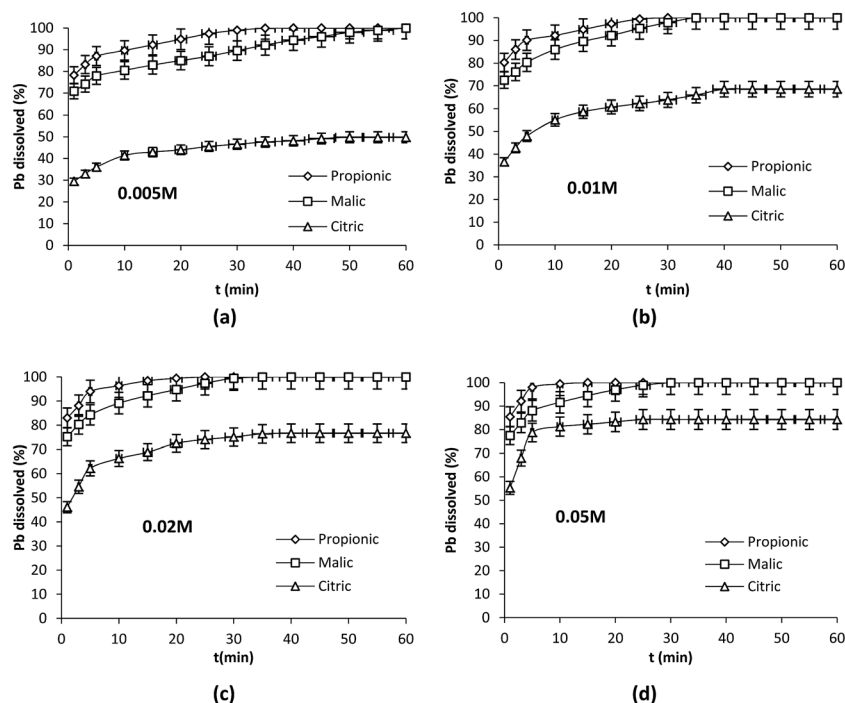 Pb dissolved (%)
100
90
80
70
60
50
40
30
20
10
0
0.005M
Propionic
Malic
Citric
0 10 20 30 40 50 60
t (min)
(a)
Pb dissolved (%)
100
90
80
70
60
50
40
30
20
10
0
0.01M
Propionic
Malic
Citric
0 10 20 30 40 50 60
t (min)
(b)
Pb dissolved (%)
100
90
80
70
60
50
40
30
20
10
0
0.02M
Propionic
Malic
Citric
0 10 20 30 40 50 60
t(min)
(c)
Pb dissolved (%)
100
90
80
70
60
50
40
30
20
10
0
0.05M
Propionic
Malic
Citric
0 10 20 30 40 50 60
t (min)
(d)